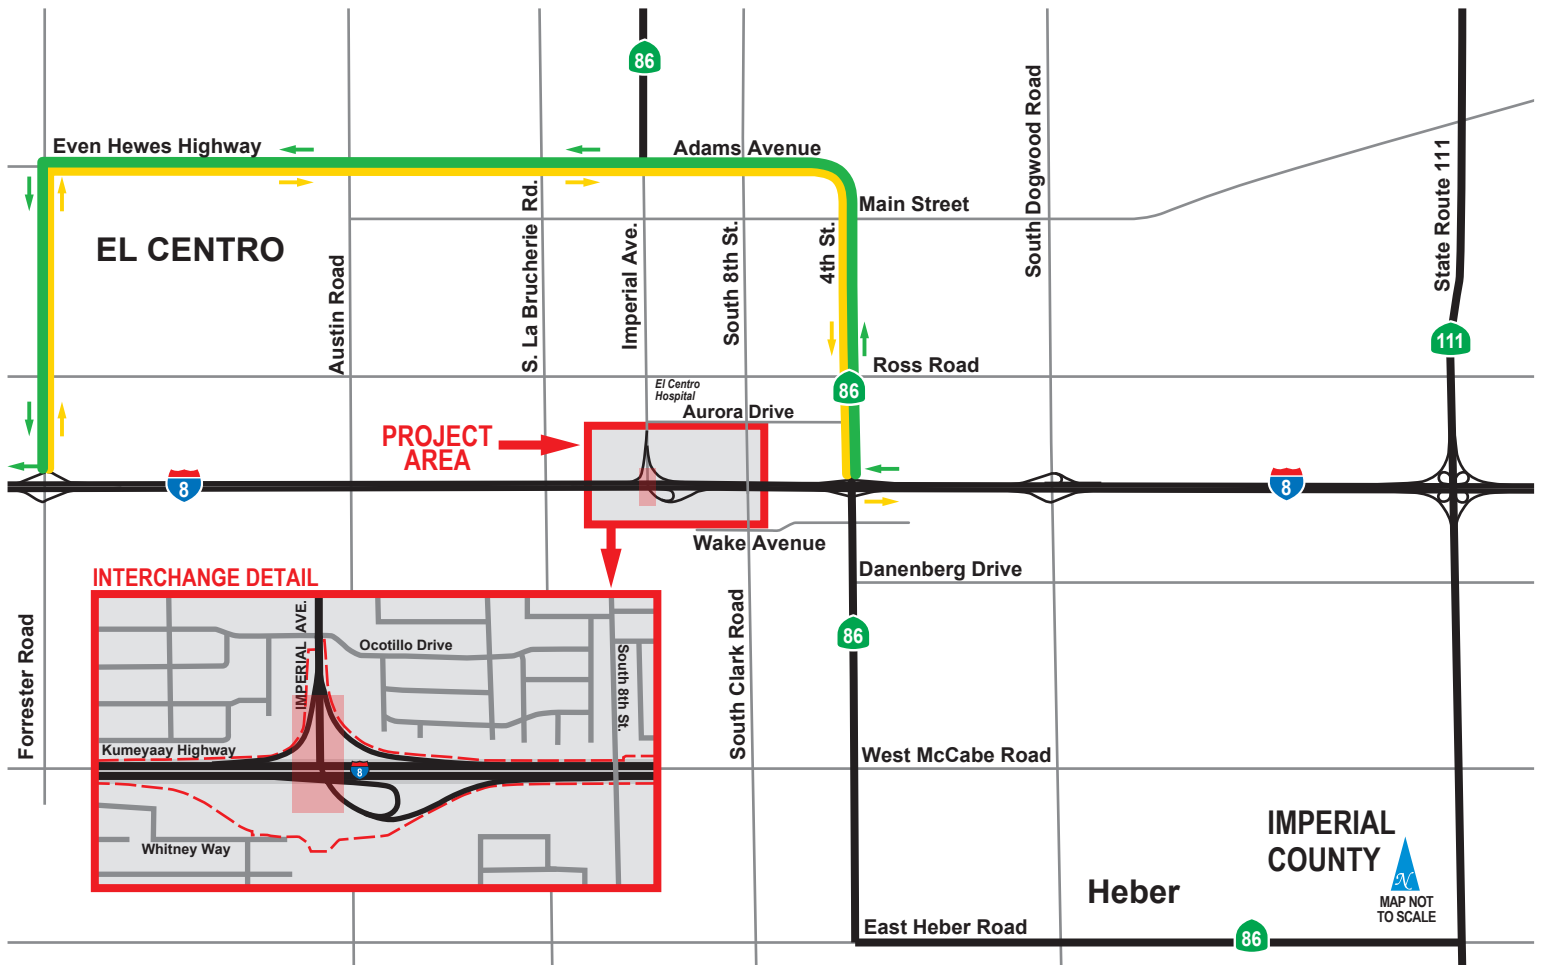 86
Even Hewes Highway
Adams Avenue
Main Street
EL CENTRO
Austin Road
S. La Brucherie Rd.
Imperial Ave.
South 8th St.
4th St.
South Dogwood Road
State Route 111
111
Ross Road
86
El Centro
Hospital
Aurora Drive
PROJECT
AREA
8
8
Wake Avenue
Danenberg Drive
INTERCHANGE DETAIL
Forrester Road
IMPERIAL AVE.
Ocotillo Drive
South 8th St.
South Clark Road
86
Kumeyaay Highway
8
Whitney Way
West McCabe Road
IMPERIAL
COUNTY
Heber
N
MAP NOT
TO SCALE
East Heber Road
86